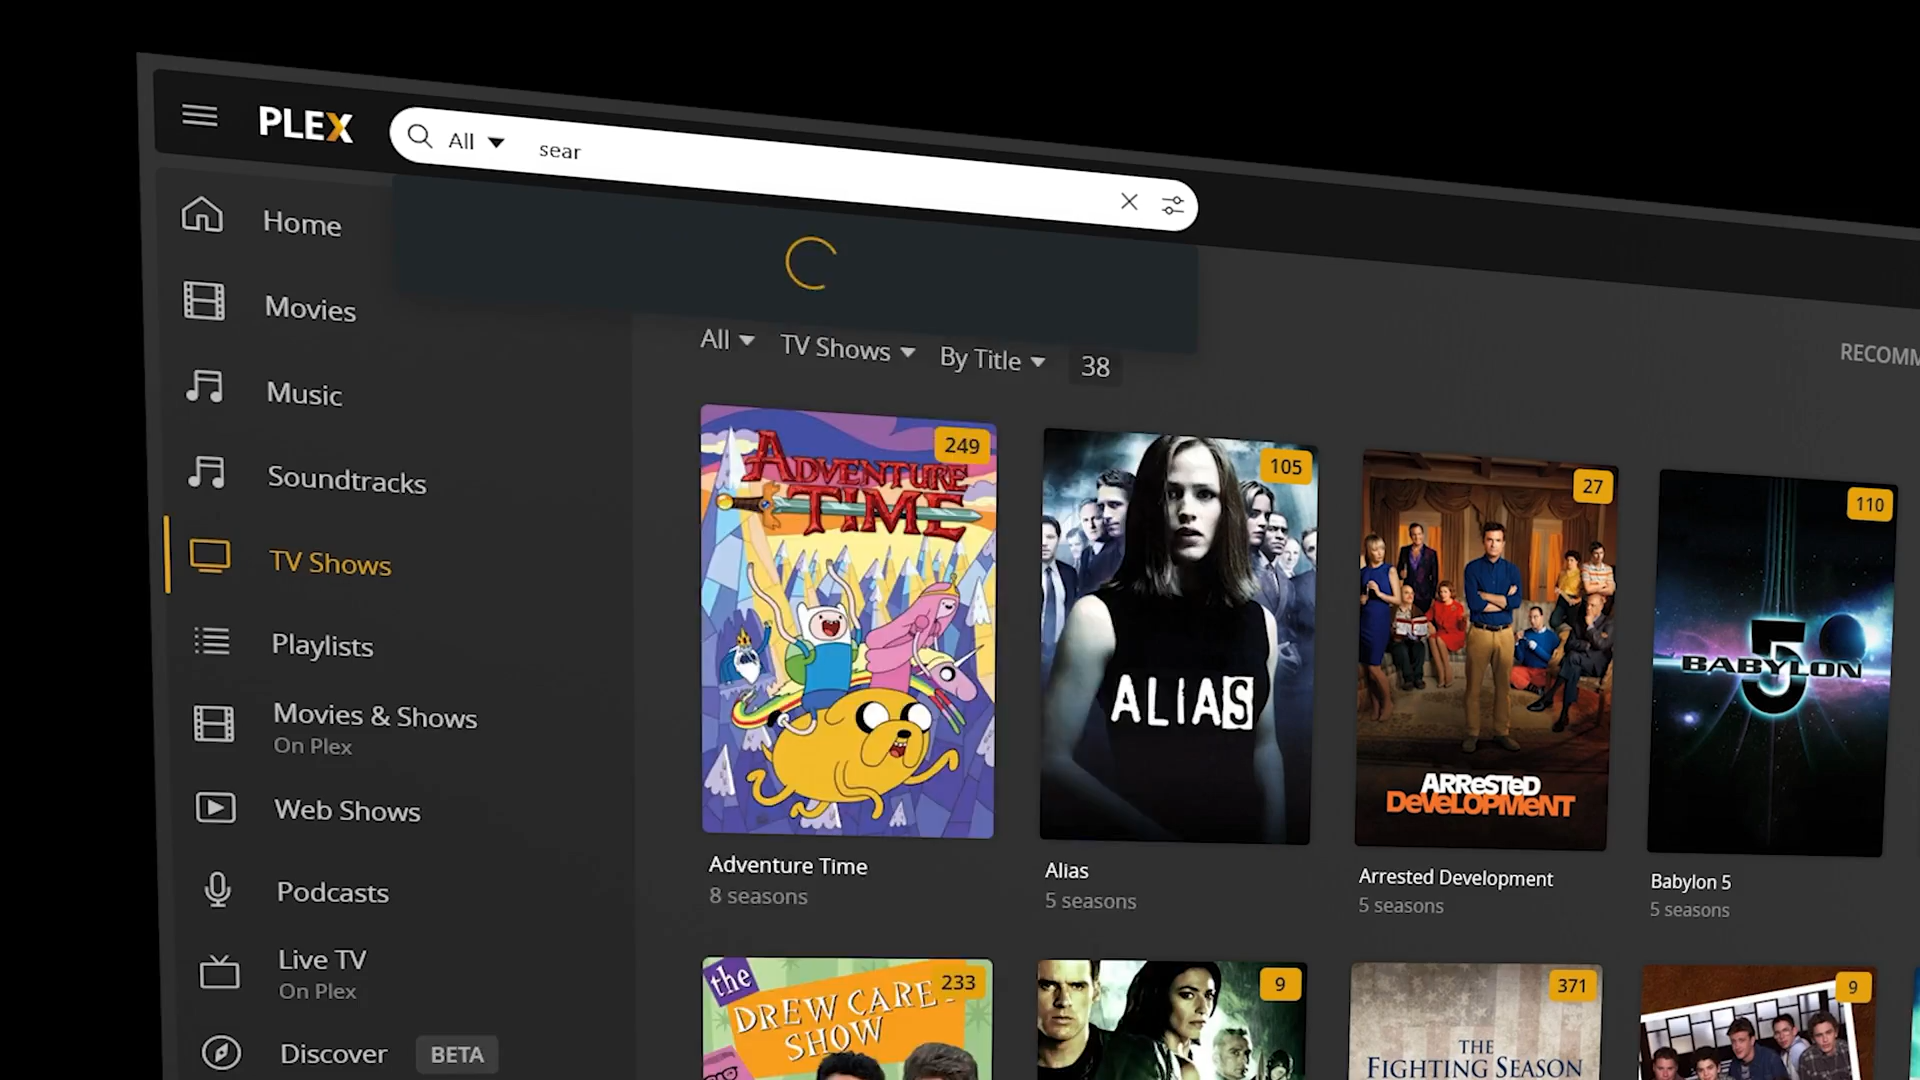 PLEX
All
sear
Home
Movies
Music
Soundtracks
TV Shows
Playlists
Movies & Shows
On Plex
Web Shows
Podcasts
Live TV
On Plex
Discover BETA
All TV Shows By Title 38
RECOMM
249
ADVENTURE
TIME
Adventure Time
8 seasons
105
ALIAS
Alias
5 seasons
27
ARReSTeD
DeVeLOPMeNT
Arrested Development
5 seasons
110
BABYLON
5
Babylon 5
5 seasons
233
the
DREW CARE
SHOW
9
371
THE
FIGHTING SEASON
9